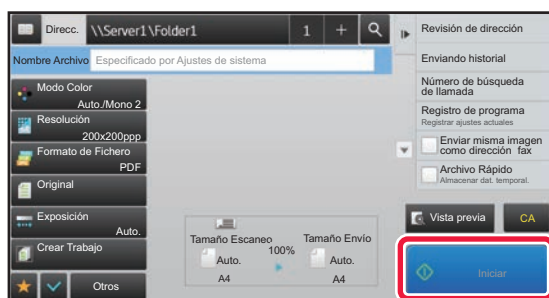 Direcc.
\\Server1\Folder1
1
Nombre Archivo
Especificado por Ajustes de sistema
Modo Color
Auto./Mono 2
Resolución
200x200ppp
Formato de Fichero
PDF
Original
Exposición
Auto.
Crear Trabajo
Otros
Tamaño Escaneo
100%
Tamaño Envío
Auto.
Auto.
A4
A4
Revisión de dirección
Enviando historial
Número de búsqueda
de llamada
Registro de programa
Registrar ajustes actuales
Enviar misma imagen
como dirección fax
Archivo Rápido
Almacenar dat. temporal.
Vista previa
CA
Iniciar